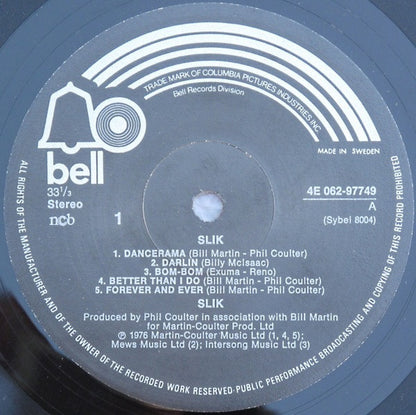 TRADE MARK OF COLUMBIA PICTURES INDUSTRIES INC.
Bell Records Division
bell
MADE IN SWEDEN
33⅓
Stereo
ncb
1
4E 062-97749
A
(Sybel 8004)
SLIK
1. DANCERAMA (Bill Martin - Phil Coulter)
2. DARLIN (Billy McIsaac)
3. BOM-BOM (Exuma - Reno)
4. BETTER THAN I DO (Bill Martin - Phil Coulter)
5. FOREVER AND EVER (Bill Martin - Phil Coulter)
SLIK
Produced by Phil Coulter in association with Bill Martin
for Martin-Coulter Prod. Ltd
℗ 1976 Martin-Coulter Music Ltd (1, 4, 5);
Mews Music Ltd (2); Intersong Music Ltd (3)
ALL RIGHTS OF THE MANUFACTURER AND OF THE OWNER OF THE RECORDED WORK RESERVED·PUBLIC PERFORMANCE BROADCASTING AND COPYING OF THIS RECORD PROHIBITED